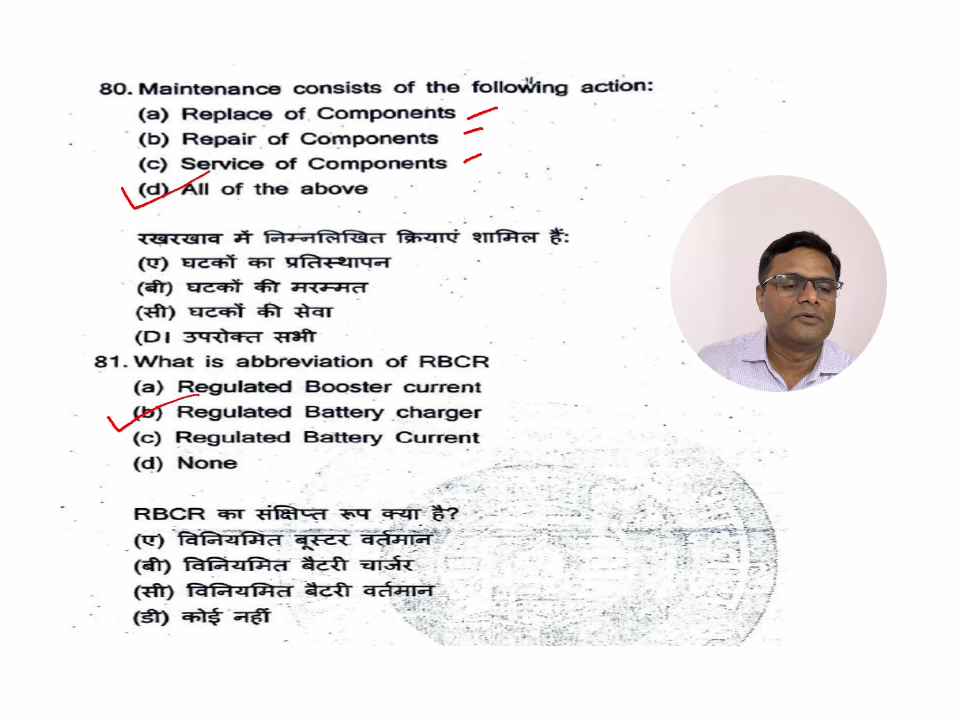 80. Maintenance consists of the following action:
(a) Replace of Components
(b) Repair of Components
(c) Service of Components
(d) All of the above
रखरखाव में निम्नलिखित क्रियाएं शामिल हैं:
(ए) घटकों का प्रतिस्थापन
(बी) घटकों की मरम्मत
(सी) घटकों की सेवा
(D। उपरोक्त सभी
81. What is abbreviation of RBCR
(a) Regulated Booster current
(b) Regulated Battery charger
(c) Regulated Battery Current
(d) None
RBCR का संक्षिप्त रूप क्या है?
(ए) विनियमित बूस्टर वर्तमान
(बी) विनियमित बैटरी चार्जर
(सी) विनियमित बैटरी वर्तमान
(डी) कोई नहीं